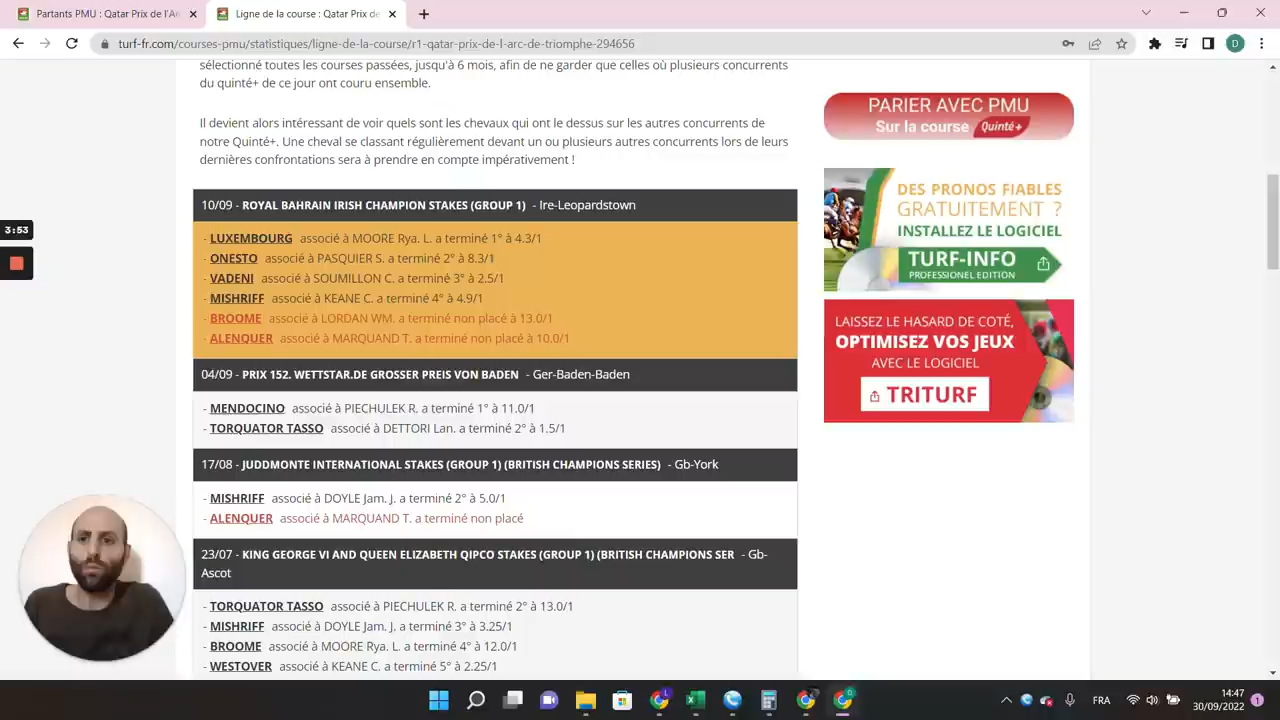 Partants PMU : Qatar Prix de l'A
Ligne de la course : Qatar Prix de
turf-fr.com/courses-pmu/statistiques/ligne-de-la-course/r1-qatar-prix-de-l-arc-de-triomphe-294656
D
sélectionné toutes les courses passées, jusqu'à 6 mois, afin de ne garder que celles où plusieurs concurrents
du quinté+ de ce jour ont couru ensemble.
Il devient alors intéressant de voir quels sont les chevaux qui ont le dessus sur les autres concurrents de
notre Quinté+. Une cheval se classant régulièrement devant un ou plusieurs autres concurrents lors de leurs
dernières confrontations sera à prendre en compte impérativement !
10/09 - ROYAL BAHRAIN IRISH CHAMPION STAKES (GROUP 1) - Ire-Leopardstown
- LUXEMBOURG associé à MOORE Rya. L. a terminé 1° à 4.3/1
- ONESTO associé à PASQUIER S. a terminé 2° à 8.3/1
- VADENI associé à SOUMILLON C. a terminé 3° à 2.5/1
- MISHRIFF associé à KEANE C. a terminé 4° à 4.9/1
- BROOME associé à LORDAN WM. a terminé non placé à 13.0/1
- ALENQUER associé à MARQUAND T. a terminé non placé à 10.0/1
04/09 - PRIX 152. WETTSTAR.DE GROSSER PREIS VON BADEN - Ger-Baden-Baden
- MENDOCINO associé à PIECHULEK R. a terminé 1° à 11.0/1
- TORQUATOR TASSO associé à DETTORI Lan. a terminé 2° à 1.5/1
17/08 - JUDDMONTE INTERNATIONAL STAKES (GROUP 1) (BRITISH CHAMPIONS SERIES) - Gb-York
- MISHRIFF associé à DOYLE Jam. J. a terminé 2° à 5.0/1
- ALENQUER associé à MARQUAND T. a terminé non placé
23/07 - KING GEORGE VI AND QUEEN ELIZABETH QIPCO STAKES (GROUP 1) (BRITISH CHAMPIONS SER - Gb-
Ascot
- TORQUATOR TASSO associé à PIECHULEK R. a terminé 2° à 13.0/1
- MISHRIFF associé à DOYLE Jam. J. a terminé 3° à 3.25/1
- BROOME associé à MOORE Rya. L. a terminé 4° à 12.0/1
- WESTOVER associé à KEANE C. a terminé 5° à 2.25/1
PARIER AVEC PMU
Sur la course Quinté+
DES PRONOS FIABLES
GRATUITEMENT ?
INSTALLEZ LE LOGICIEL
TURF-INFO
PROFESSIONEL EDITION
LAISSEZ LE HASARD DE COTÉ,
OPTIMISEZ VOS JEUX
AVEC LE LOGICIEL
TRITURF
3:53
FRA
14:47
30/09/2022
1